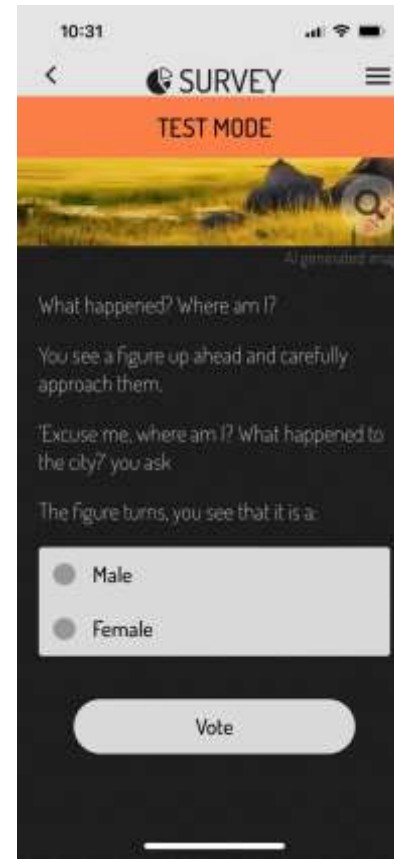 10:31
SURVEY
TEST MODE
AI generated
What happened? Where am I?
You see a figure up ahead and carefully
approach them.
'Excuse me, where am I? What happened to
the city?' you ask
The figure turns, you see that it is a:
Male
Female
Vote